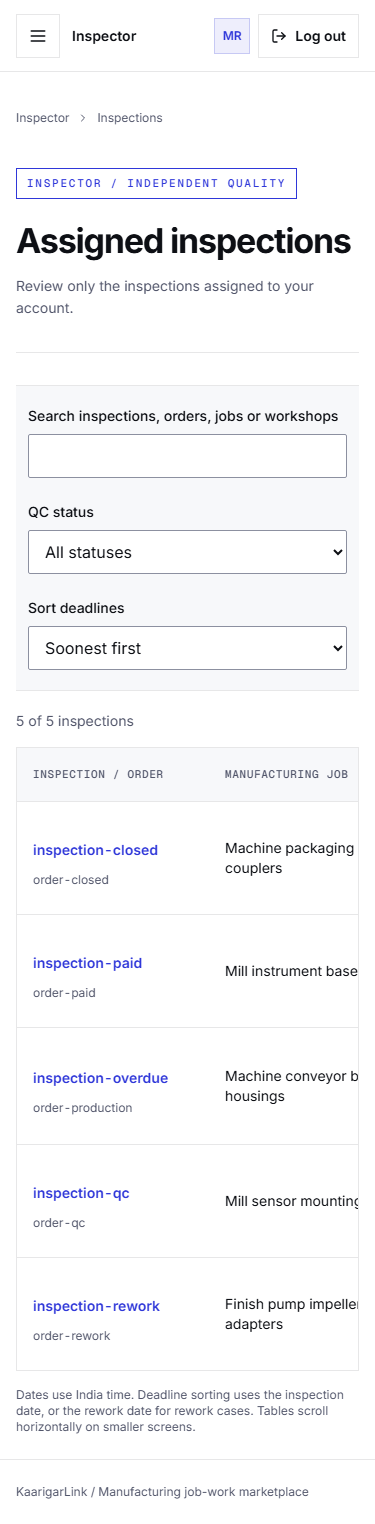 Inspector
MR
Log out
Inspector > Inspections
INSPECTOR / INDEPENDENT QUALITY
Assigned inspections
Review only the inspections assigned to your
account.
Search inspections, orders, jobs or workshops
QC status
All statuses
Sort deadlines
Soonest first
5 of 5 inspections
INSPECTION / ORDER
MANUFACTURING JOB
inspection-closed
order-closed
Machine packaging
couplers
inspection-paid
order-paid
Mill instrument base
inspection-overdue
order-production
Machine conveyor b
housings
inspection-qc
order-qc
Mill sensor mounting
inspection-rework
order-rework
Finish pump impeller
adapters
Dates use India time. Deadline sorting uses the inspection
date, or the rework date for rework cases. Tables scroll
horizontally on smaller screens.
KaarigarLink / Manufacturing job-work marketplace